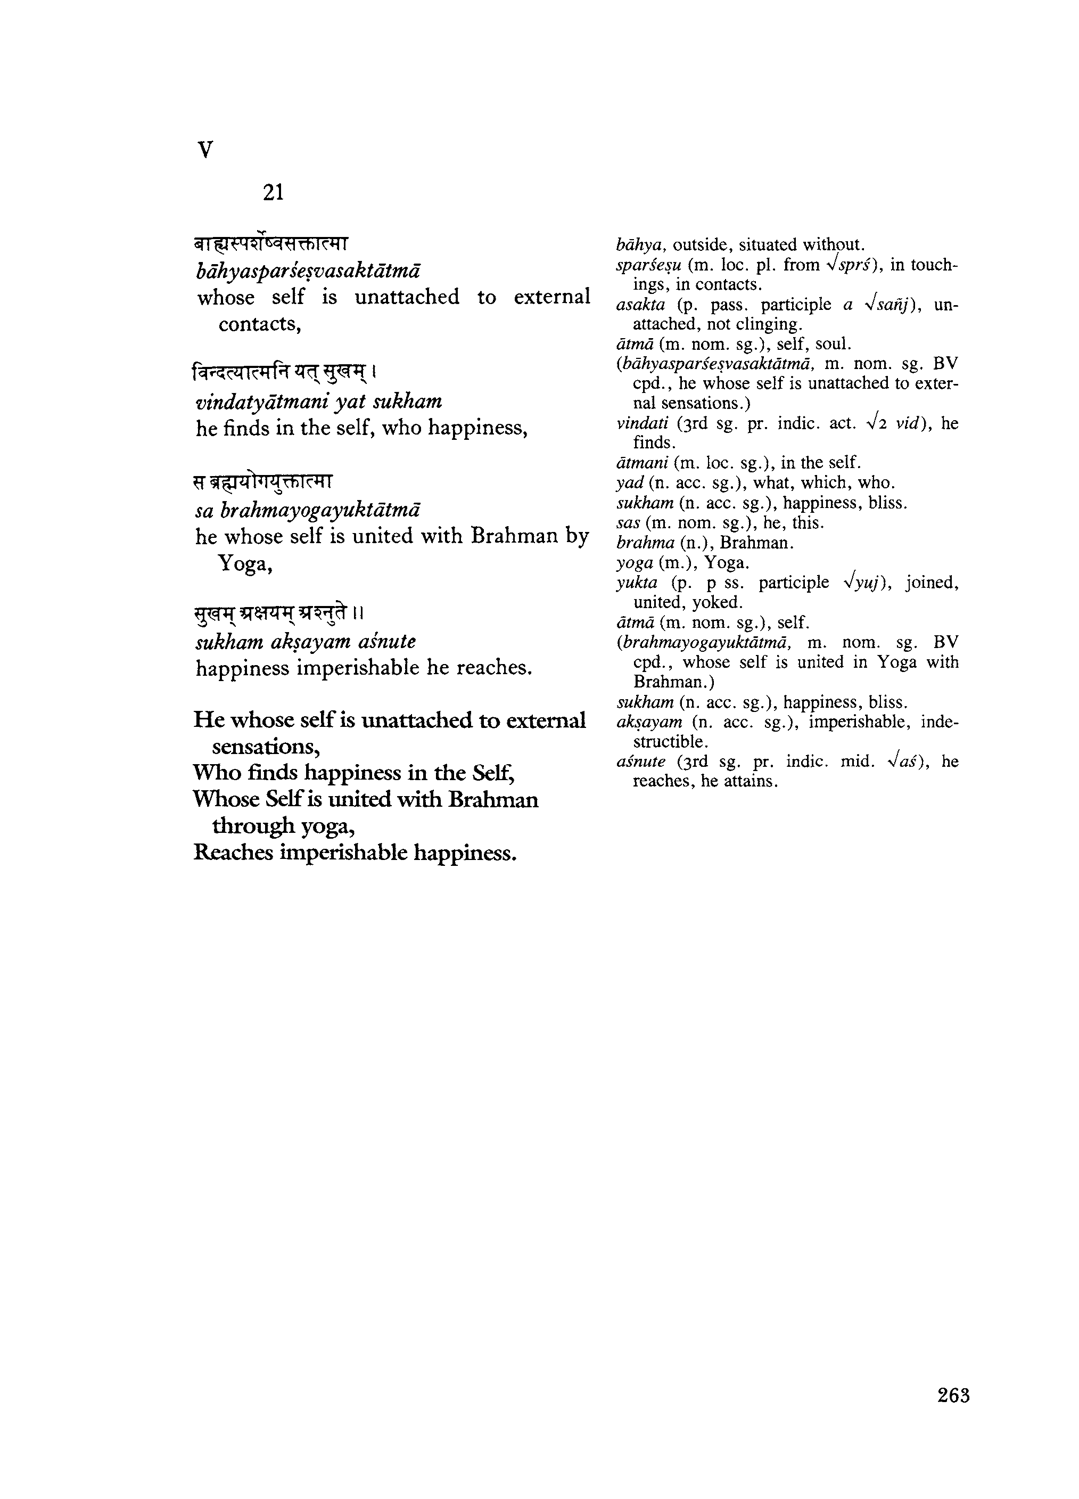 V
21
बाह्यस्पर्शेष्वसक्तात्मा
bāhyasparśeṣvasaktātmā
whose self is unattached to external
contacts,
विन्दत्यात्मनि यत् सुखम् ।
vindatyātmani yat sukham
he finds in the self, who happiness,
स ब्रह्मयोगयुक्तात्मा
sa brahmayogayuktātmā
he whose self is united with Brahman by
Yoga,
सुखम् अक्षयम् अश्नुते ।।
sukham akṣayam aśnute
happiness imperishable he reaches.
He whose self is unattached to external
sensations,
Who finds happiness in the Self,
Whose Self is united with Brahman
through yoga,
Reaches imperishable happiness.
bāhya, outside, situated without.
sparśeṣu (m. loc. pl. from √spṛś), in touch-
ings, in contacts.
asakta (p. pass. participle a √sañj), un-
attached, not clinging.
ātmā (m. nom. sg.), self, soul.
(bāhyasparśeṣvasaktātmā, m. nom. sg. BV
cpd., he whose self is unattached to exter-
nal sensations.)
vindati (3rd sg. pr. indic. act. √2 vid), he
finds.
ātmani (m. loc. sg.), in the self.
yad (n. acc. sg.), what, which, who.
sukham (n. acc. sg.), happiness, bliss.
sas (m. nom. sg.), he, this.
brahma (n.), Brahman.
yoga (m.), Yoga.
yukta (p. p ss. participle √yuj), joined,
united, yoked.
ātmā (m. nom. sg.), self.
(brahmayogayuktātmā, m. nom. sg. BV
cpd., whose self is united in Yoga with
Brahman.)
sukham (n. acc. sg.), happiness, bliss.
akṣayam (n. acc. sg.), imperishable, inde-
structible.
aśnute (3rd sg. pr. indic. mid. √aś), he
reaches, he attains.
263